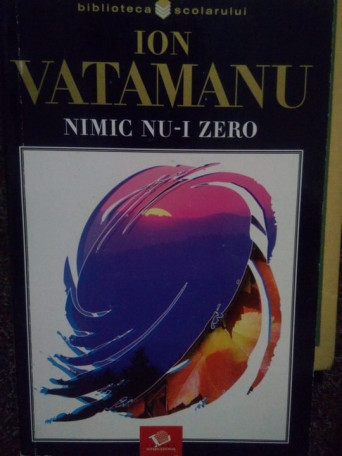 biblioteca școlarului
ION
VATAMANU
NIMIC NU-I ZERO